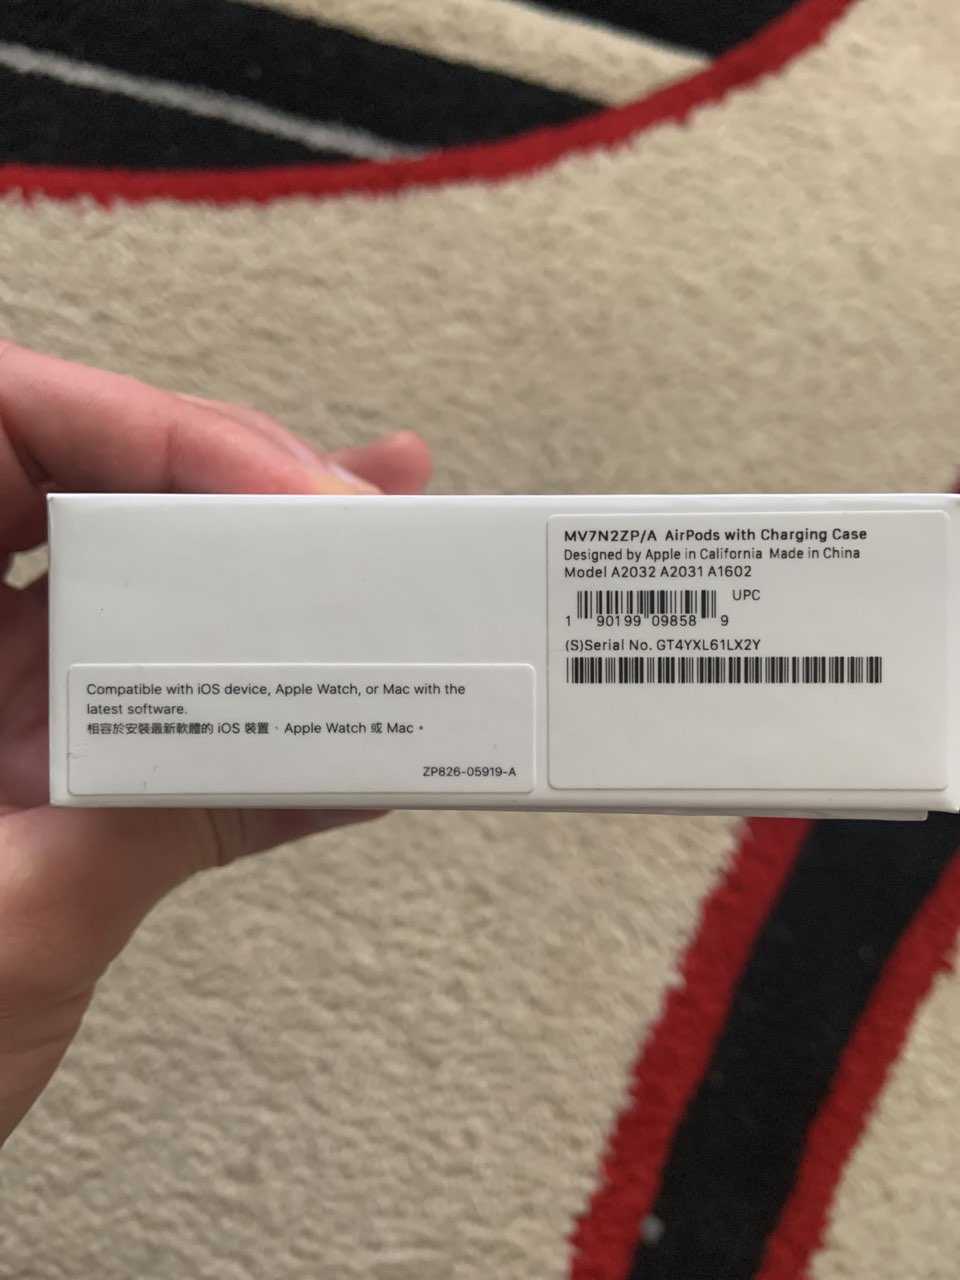 MV7N2ZP/A AirPods with Charging Case
Designed by Apple in California Made in China
Model A2032 A2031 A1602
UPC
1 90199 09858 9
(S)Serial No. GT4YXL61LX2Y
Compatible with iOS device, Apple Watch, or Mac with the
latest software.
相容於安裝最新軟體的 iOS 裝置、Apple Watch 或 Mac。
ZP826-05919-A